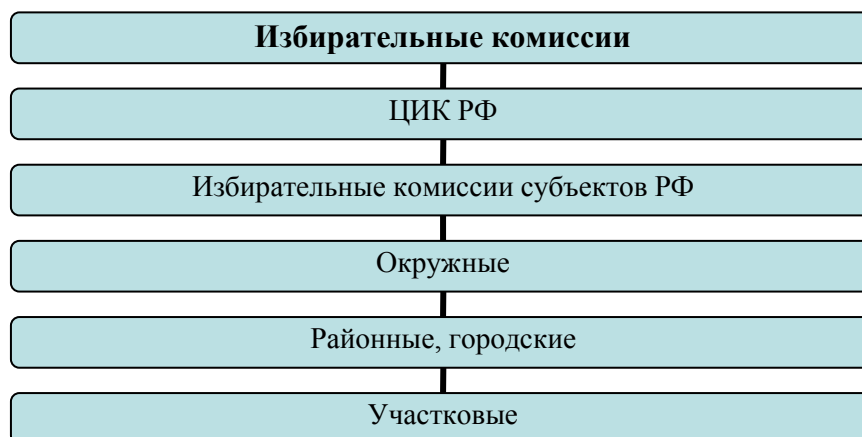 Избирательные комиссии
ЦИК РФ
Избирательные комиссии субъектов РФ
Окружные
Районные, городские
Участковые